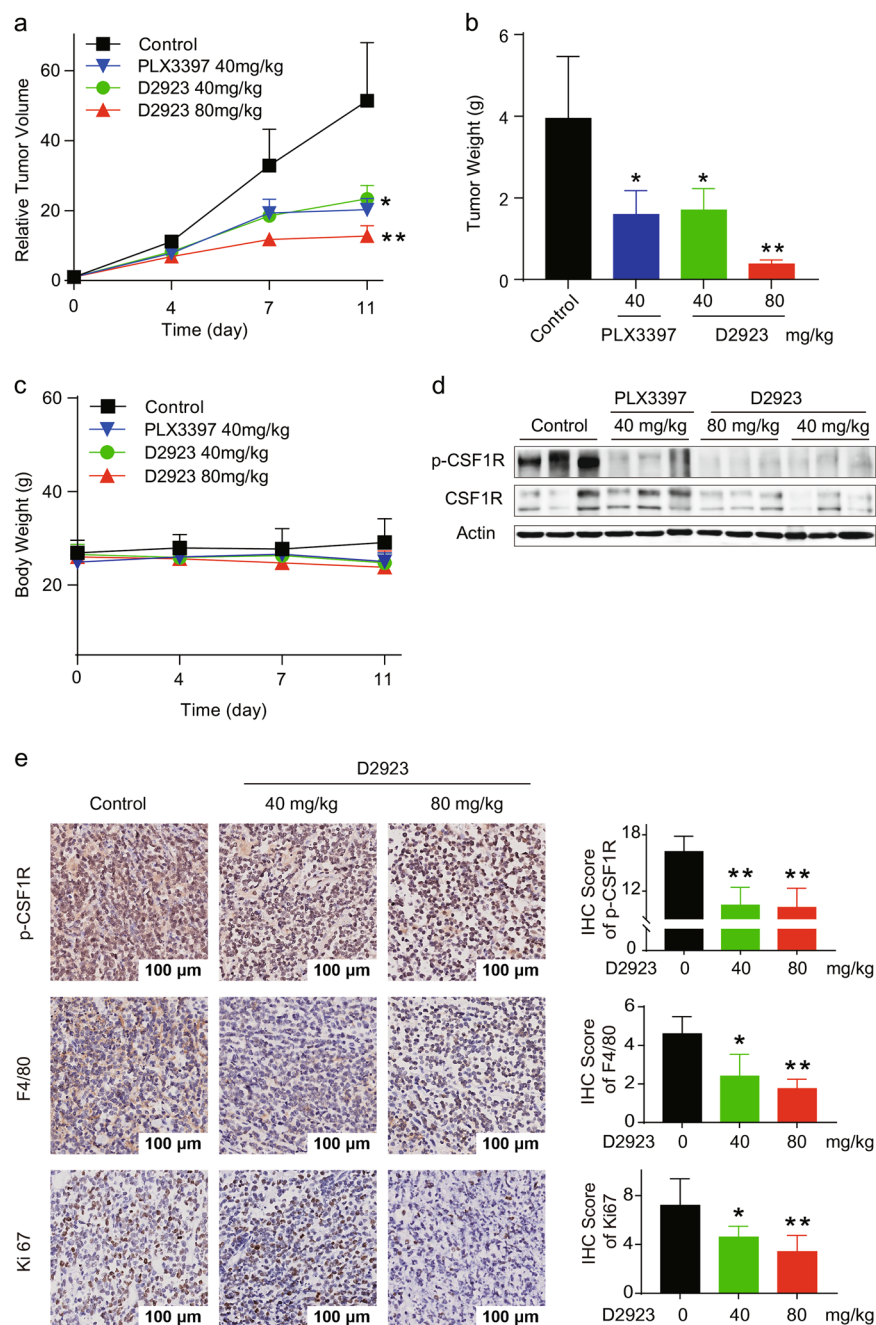 a
Control
PLX3397 40mg/kg
D2923 40mg/kg
D2923 80mg/kg
Relative Tumor Volume
60
40
20
0
*
**
0 4 7 11
Time (day)
b
Tumor Weight (g)
6
4
2
0
* * **
Control 40 40 80
PLX3397 D2923 mg/kg
c
Control
PLX3397 40mg/kg
D2923 40mg/kg
D2923 80mg/kg
Body Weight (g)
60
40
20
0 4 7 11
Time (day)
d
PLX3397 D2923
Control 40 mg/kg 80 mg/kg 40 mg/kg
p-CSF1R
CSF1R
Actin
e
D2923
Control 40 mg/kg 80 mg/kg
p-CSF1R
100 µm 100 µm 100 µm
IHC Score
of p-CSF1R
18
12
0
** **
D2923 0 40 80 mg/kg
F4/80
100 µm 100 µm 100 µm
IHC Score
of F4/80
6
4
2
0
* **
D2923 0 40 80 mg/kg
Ki 67
100 µm 100 µm 100 µm
IHC Score
of Ki67
8
4
0
* **
D2923 0 40 80 mg/kg